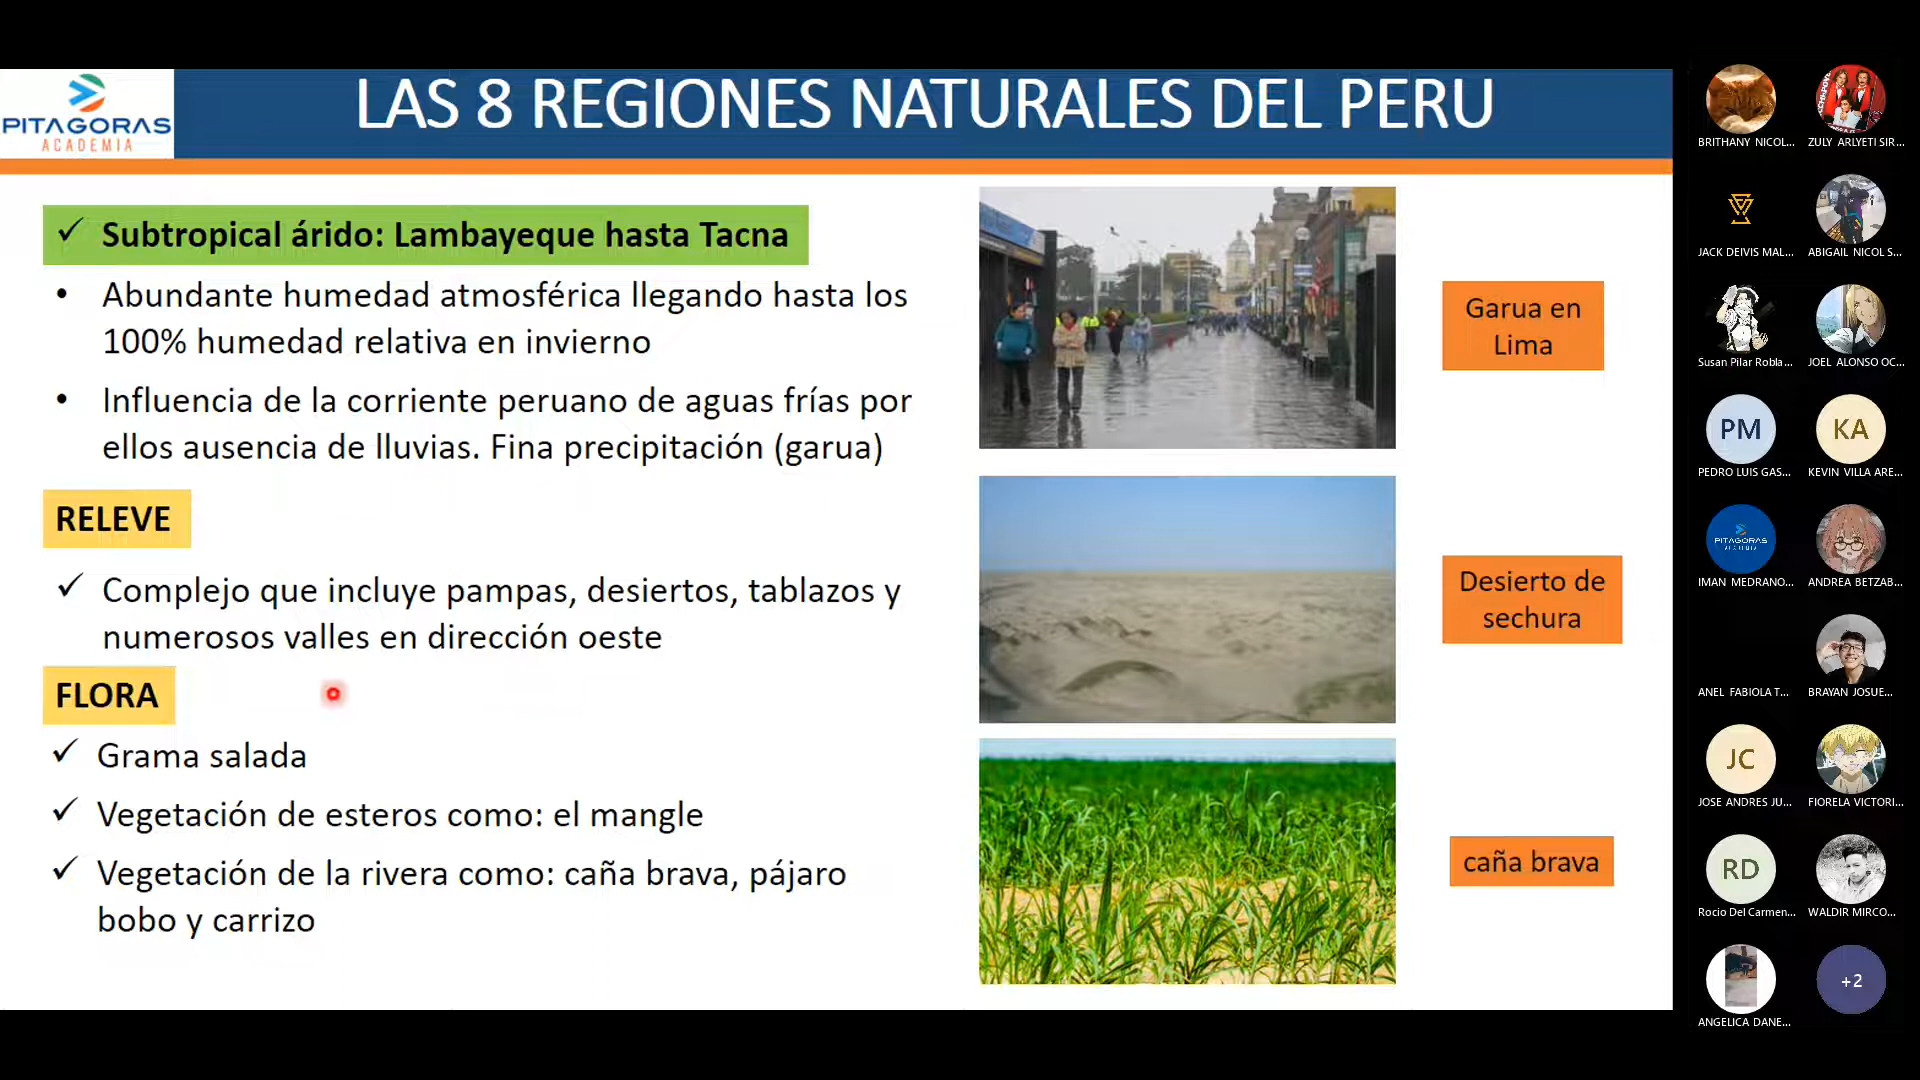 PITAGORAS
ACADEMIA
LAS 8 REGIONES NATURALES DEL PERU
✓ Subtropical árido: Lambayeque hasta Tacna
• Abundante humedad atmosférica llegando hasta los
100% humedad relativa en invierno
• Influencia de la corriente peruano de aguas frías por
ellos ausencia de lluvias. Fina precipitación (garua)
RELEVE
✓ Complejo que incluye pampas, desiertos, tablazos y
numerosos valles en dirección oeste
FLORA
✓ Grama salada
✓ Vegetación de esteros como: el mangle
✓ Vegetación de la rivera como: caña brava, pájaro
bobo y carrizo
Garua en
Lima
Desierto de
sechura
caña brava
BRITHANY NICOL...
ZULY ARLYETI SIR...
JACK DEIVIS MAL...
ABIGAIL NICOL S...
Susan Pilar Robla...
JOEL ALONSO OC...
PM
PEDRO LUIS GAS...
KA
KEVIN VILLA ARE...
PITAGORAS
ACADEMIA
IMAN MEDRANO...
ANDREA BETZAB...
ANEL FABIOLA T...
BRAYAN JOSUE...
JC
JOSE ANDRES JU...
FIORELA VICTORI...
RD
Rocio Del Carmen...
WALDIR MIRCO...
ANGELICA DANE...
+2